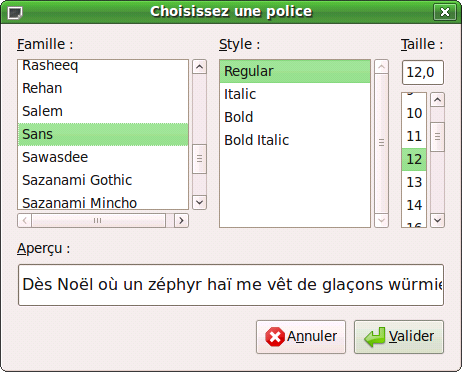 Choisissez une police
Famille :
Style :
Taille :
Rasheeq
Rehan
Salem
Sans
Sawasdee
Sazanami Gothic
Sazanami Mincho
Regular
Italic
Bold
Bold Italic
12,0
10
11
12
13
14
16
Aperçu :
Dès Noël où un zéphyr haï me vêt de glaçons würmie
Annuler
Valider